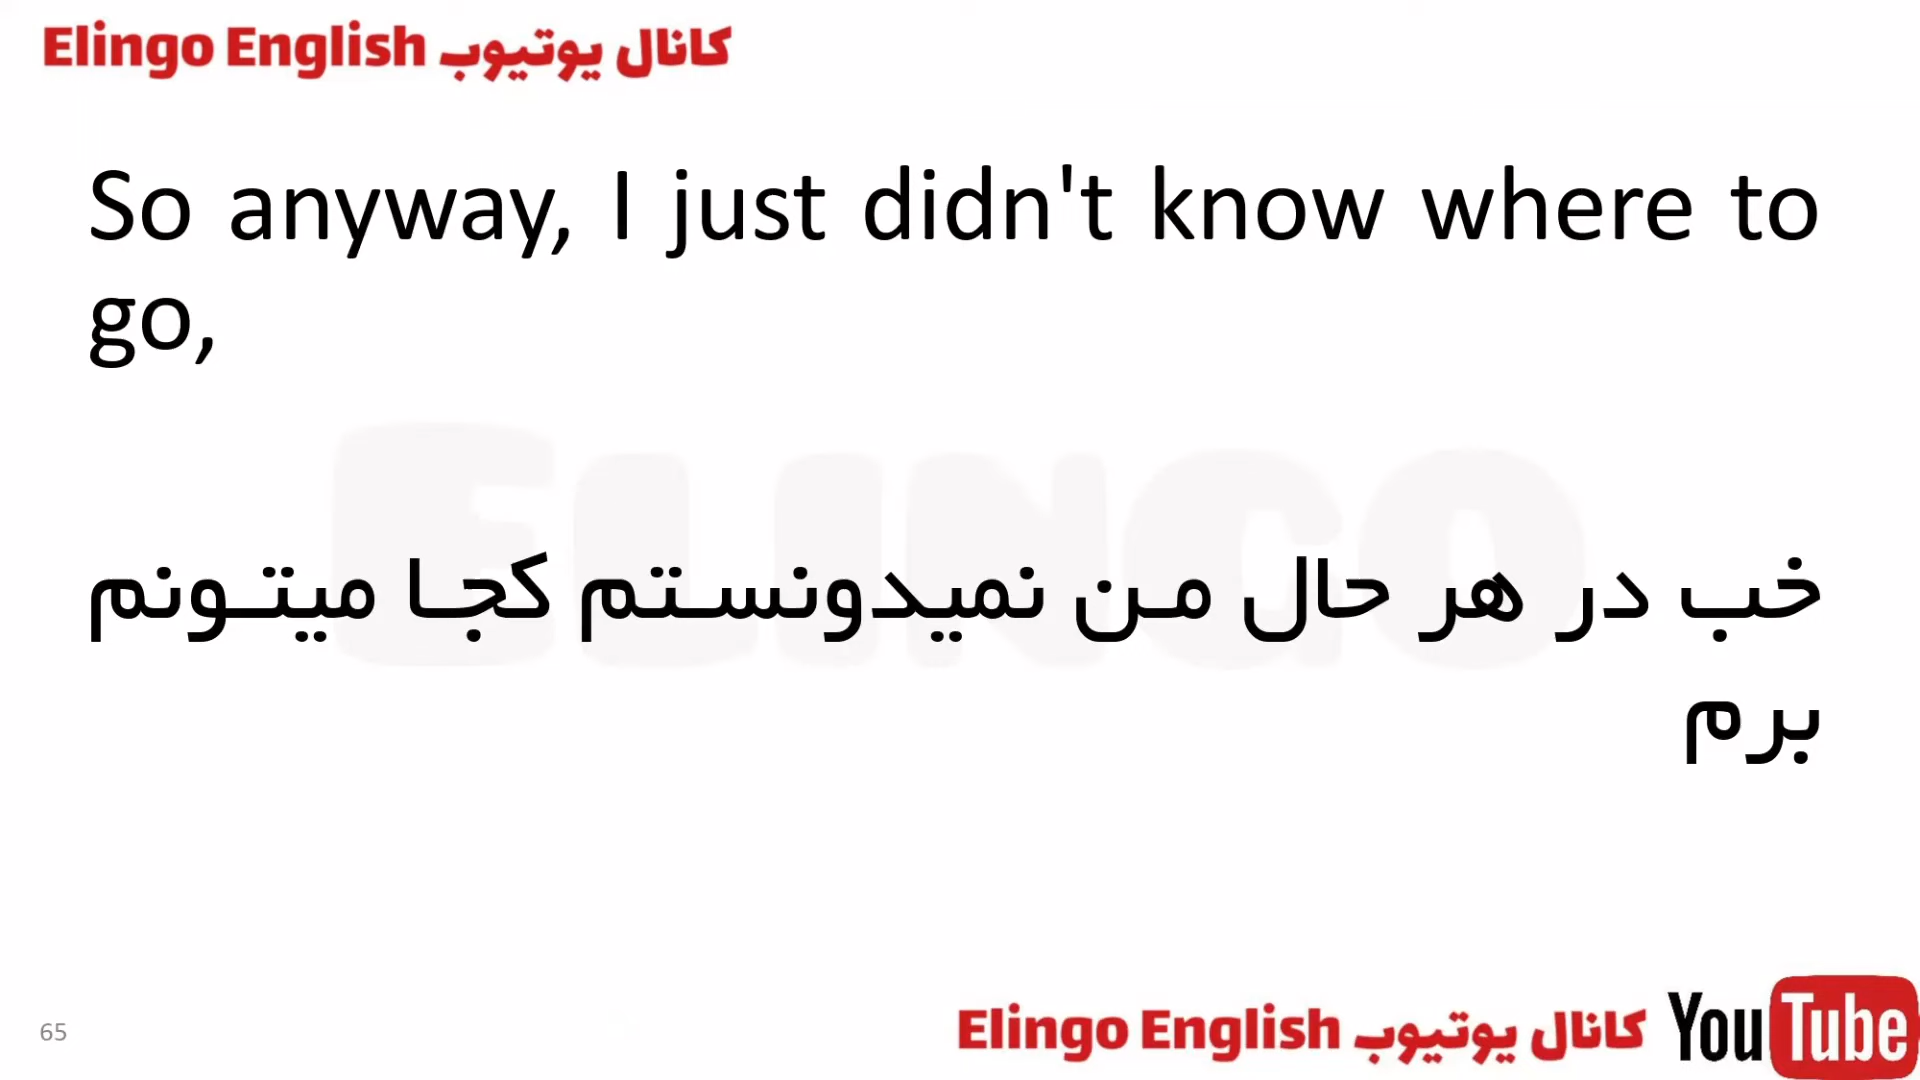 Elingo English کانال یوتیوب
So anyway, I just didn't know where to
go,
ELINGO
خب در هر حال من نمیدونستم کجا میتونم
برم
65
Elingo English کانال یوتیوب YouTube